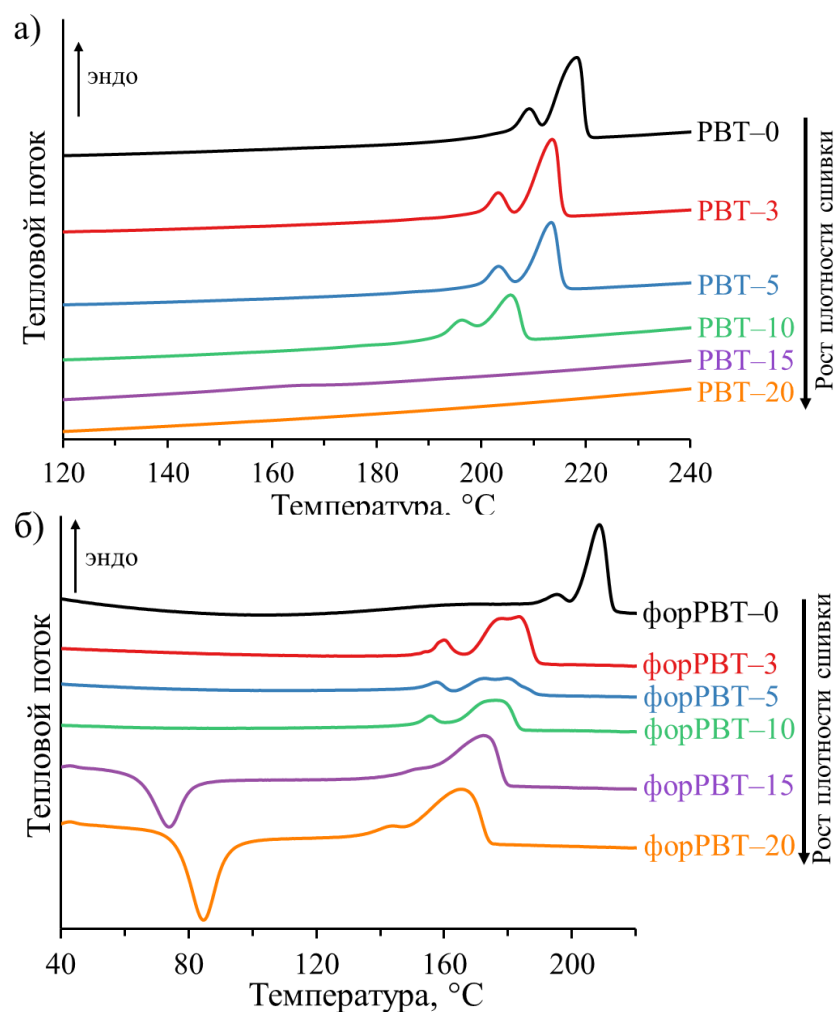 а)
эндо
Тепловой поток
PBT–0
PBT–3
PBT–5
PBT–10
PBT–15
PBT–20
Рост плотности сшивки
120 140 160 180 200 220 240
Температура, °C
б)
эндо
Тепловой поток
форPBT–0
форPBT–3
форPBT–5
форPBT–10
форPBT–15
форPBT–20
Рост плотности сшивки
40 80 120 160 200
Температура, °C